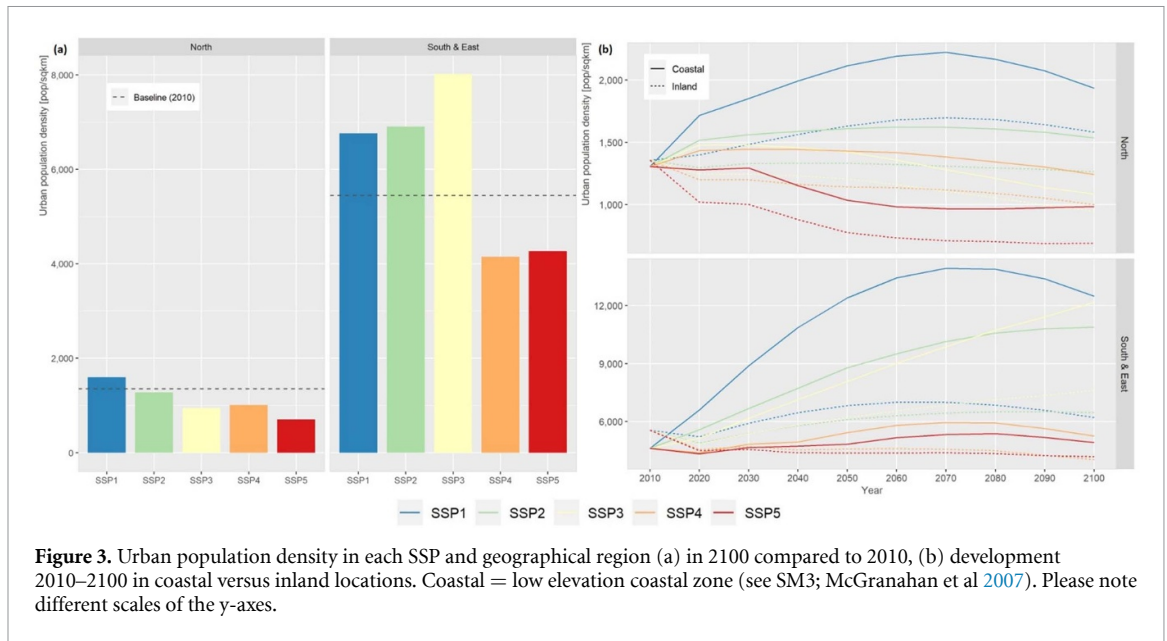 (a)
North
South & East
Urban population density [pop/sqkm]
8,000
6,000
4,000
2,000
0
Baseline (2010)
SSP1
SSP2
SSP3
SSP4
SSP5
SSP1
SSP2
SSP3
SSP4
SSP5
(b)
Urban population density [pop/sqkm]
Coastal
Inland
2,000
1,500
1,000
North
12,000
9,000
6,000
South & East
2010
2020
2030
2040
2050
2060
2070
2080
2090
2100
Year
SSP1
SSP2
SSP3
SSP4
SSP5
Figure 3. Urban population density in each SSP and geographical region (a) in 2100 compared to 2010, (b) development
2010–2100 in coastal versus inland locations. Coastal = low elevation coastal zone (see SM3; McGranahan et al 2007). Please note
different scales of the y-axes.